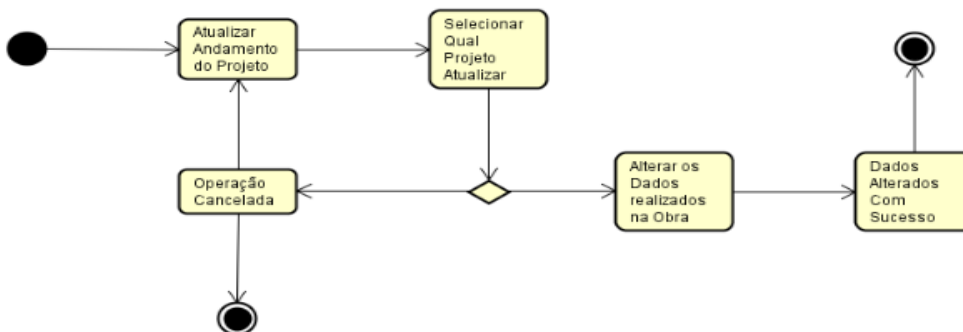 Atualizar
Andamento
do Projeto
Selecionar
Qual
Projeto
Atualizar
Operação
Cancelada
Alterar os
Dados
realizados
na Obra
Dados
Alterados
Com
Sucesso